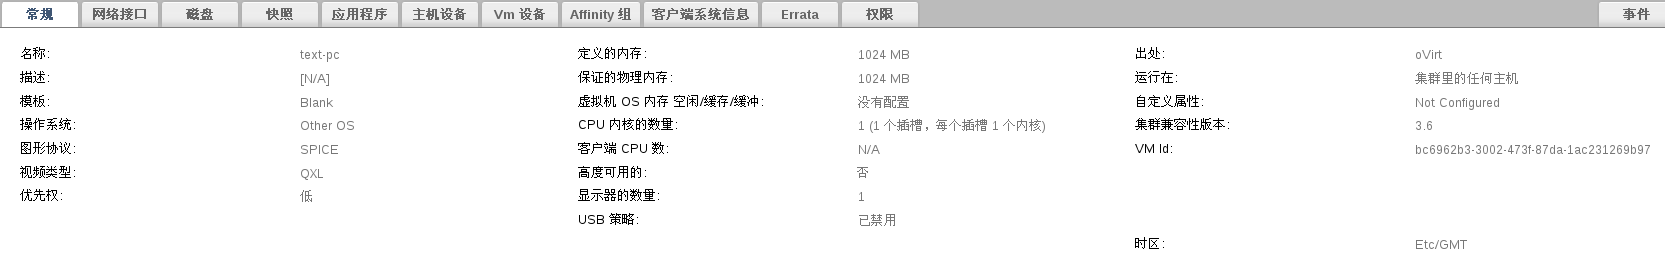 常规 网络接口 磁盘 快照 应用程序 主机设备 Vm 设备 Affinity 组 客户端系统信息 Errata 权限 事件
名称: text-pc 定义的内存: 1024 MB 出处: oVirt
描述: [N/A] 保证的物理内存: 1024 MB 运行在: 集群里的任何主机
模板: Blank 虚拟机 OS 内存 空闲/缓存/缓冲: 没有配置 自定义属性: Not Configured
操作系统: Other OS CPU 内核的数量: 1 (1 个插槽，每个插槽 1 个内核) 集群兼容性版本: 3.6
图形协议: SPICE 客户端 CPU 数: N/A VM Id: bc6962b3-3002-473f-87da-1ac231269b97
视频类型: QXL 高度可用的: 否
优先权: 低 显示器的数量: 1
USB 策略: 已禁用
时区: Etc/GMT